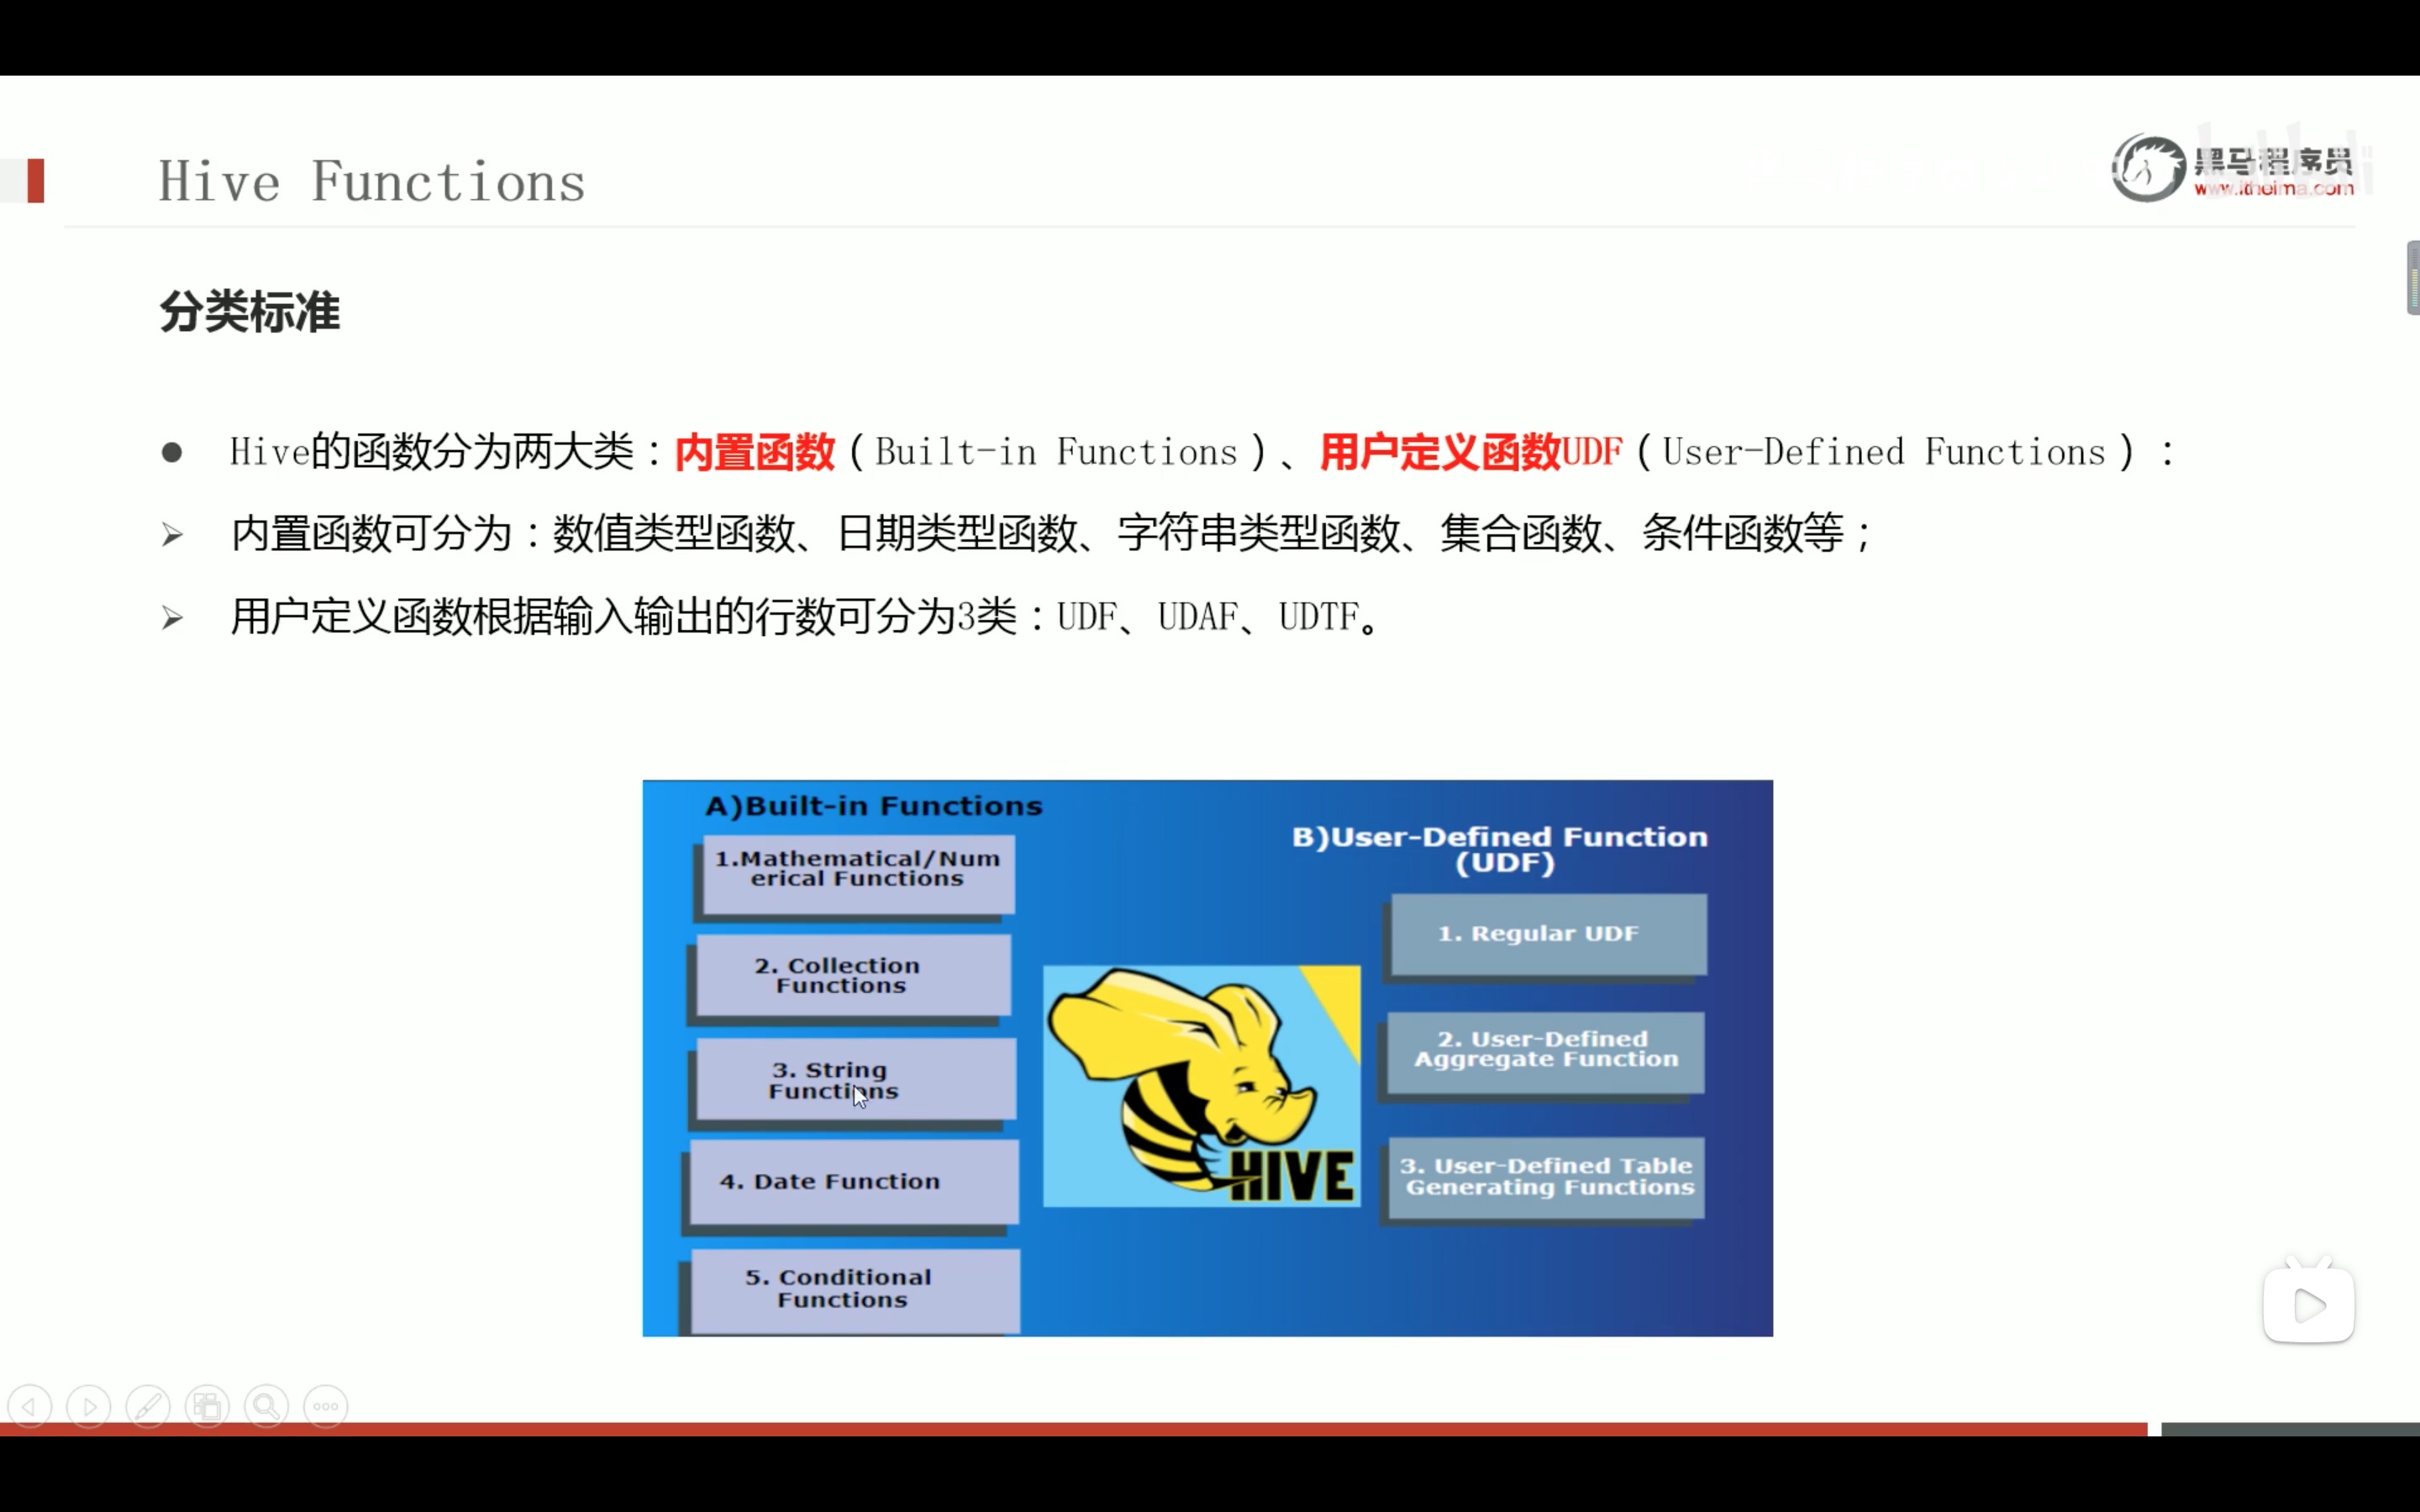 Hive Functions
黑马程序员
www.itheima.com
分类标准
● Hive的函数分为两大类：内置函数（Built-in Functions）、用户定义函数UDF（User-Defined Functions）：
➢ 内置函数可分为：数值类型函数、日期类型函数、字符串类型函数、集合函数、条件函数等；
➢ 用户定义函数根据输入输出的行数可分为3类：UDF、UDAF、UDTF。
A)Built-in Functions
1.Mathematical/Num
erical Functions
2. Collection
Functions
3. String
Functions
4. Date Function
5. Conditional
Functions
HIVE
B)User-Defined Function
(UDF)
1. Regular UDF
2. User-Defined
Aggregate Function
3. User-Defined Table
Generating Functions